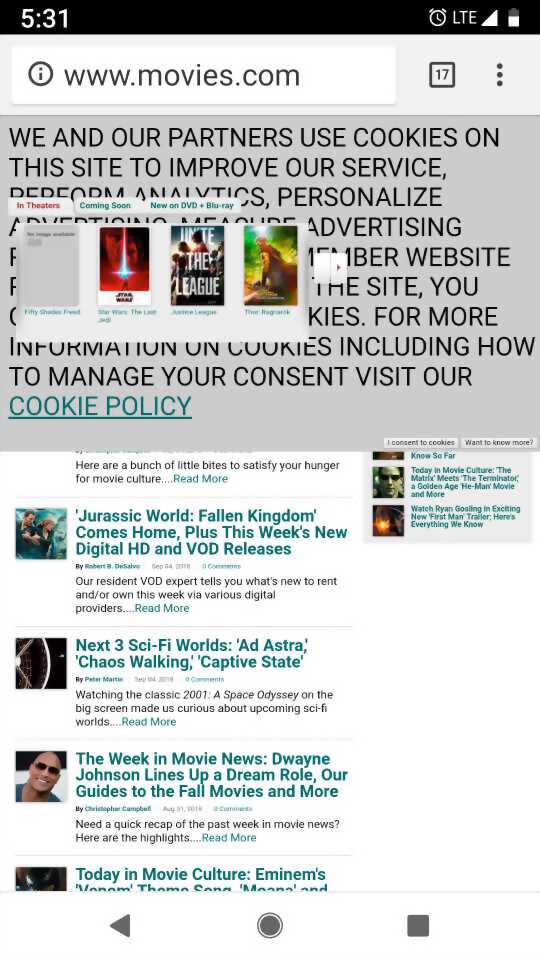 5:31
LTE
www.movies.com
17
WE AND OUR PARTNERS USE COOKIES ON
THIS SITE TO IMPROVE OUR SERVICE,
PERFORM ANALYTICS, PERSONALIZE
ADVERTISING, MEASURE ADVERTISING
MEMBER WEBSITE
THE SITE, YOU
KIES. FOR MORE
INFORMATION ON COOKIES INCLUDING HOW
TO MANAGE YOUR CONSENT VISIT OUR
COOKIE POLICY
In Theaters
Coming Soon
New on DVD + Blu-ray
No image available
UNITE
THE
LEAGUE
STAR
WARS
Fifty Shades Freed
Star Wars: The Last
Jedi
Justice League
Thor: Ragnarok
I consent to cookies
Want to know more?
Here are a bunch of little bites to satisfy your hunger
for movie culture....Read More
'Jurassic World: Fallen Kingdom'
Comes Home, Plus This Week's New
Digital HD and VOD Releases
By Robert B. DeSalvo
Sep 04, 2018
0 Comments
Our resident VOD expert tells you what's new to rent
and/or own this week via various digital
providers....Read More
Next 3 Sci-Fi Worlds: 'Ad Astra,'
'Chaos Walking,' 'Captive State'
By Peter Martin
Sep 04, 2018
0 Comments
Watching the classic 2001: A Space Odyssey on the
big screen made us curious about upcoming sci-fi
worlds....Read More
The Week in Movie News: Dwayne
Johnson Lines Up a Dream Role, Our
Guides to the Fall Movies and More
By Christopher Campbell
Aug 31, 2018
0 Comments
Need a quick recap of the past week in movie news?
Here are the highlights....Read More
Today in Movie Culture: Eminem's
'Venom' Theme Song, 'Moana' and
Know So Far
Today in Movie Culture: 'The
Matrix' Meets 'The Terminator,'
a Golden Age 'He-Man' Movie
and More
Watch Ryan Gosling in Exciting
New 'First Man' Trailer; Here's
Everything We Know